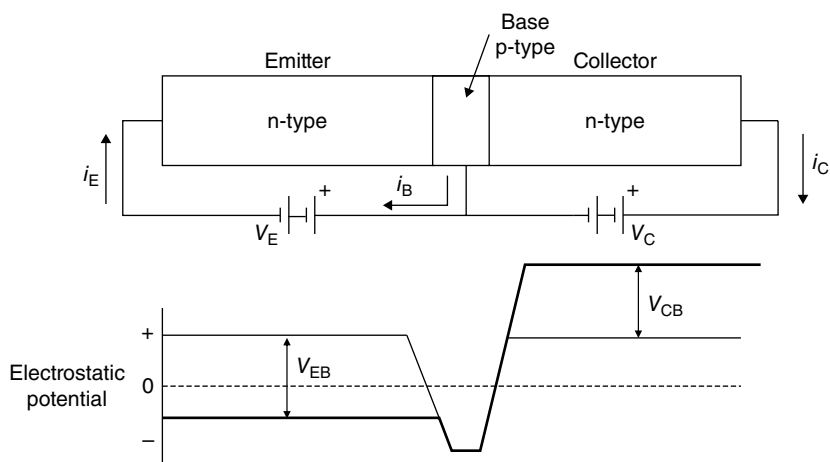 Base
p-type
Emitter
Collector
n-type
n-type
iE
iB
iC
+
+
VE
VC
+
VEB
VCB
Electrostatic
potential
0
–